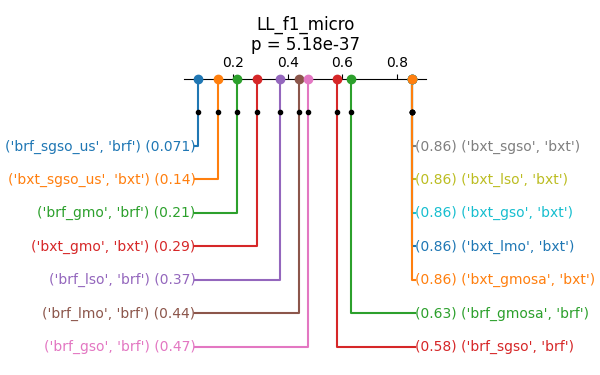 LL_f1_micro
p = 5.18e-37
0.2 0.4 0.6 0.8
('brf_sgso_us', 'brf') (0.071) (0.86) ('bxt_sgso', 'bxt')
('bxt_sgso_us', 'bxt') (0.14) (0.86) ('bxt_lso', 'bxt')
('brf_gmo', 'brf') (0.21) (0.86) ('bxt_gso', 'bxt')
('bxt_gmo', 'bxt') (0.29) (0.86) ('bxt_lmo', 'bxt')
('brf_lso', 'brf') (0.37) (0.86) ('bxt_gmosa', 'bxt')
('brf_lmo', 'brf') (0.44) (0.63) ('brf_gmosa', 'brf')
('brf_gso', 'brf') (0.47) (0.58) ('brf_sgso', 'brf')